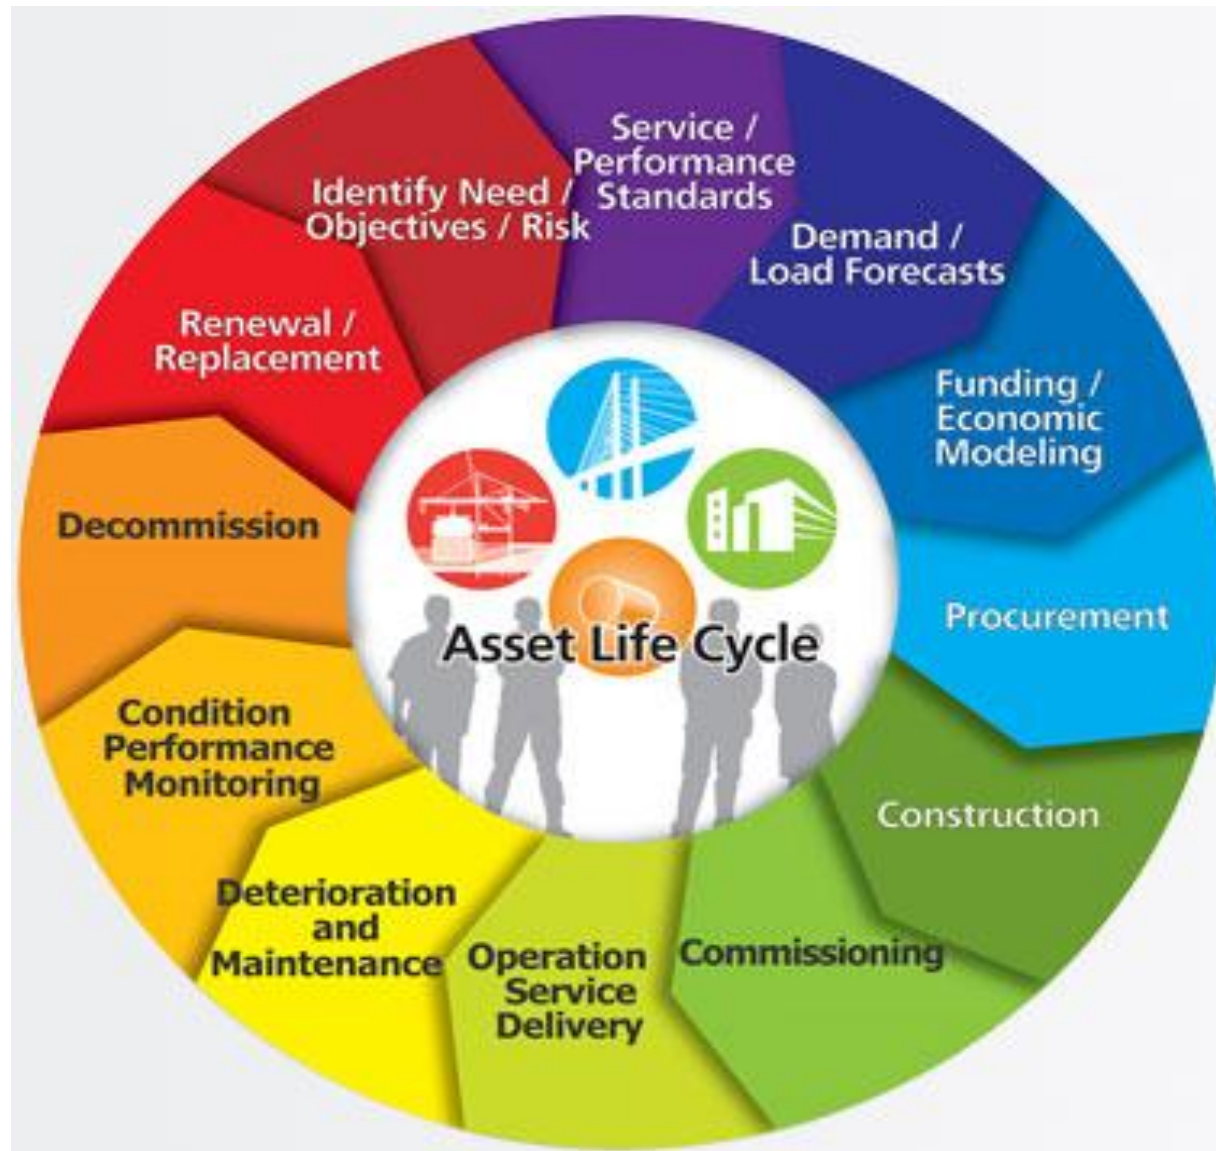 Service /
Performance
Standards
Demand /
Load Forecasts
Funding /
Economic
Modeling
Procurement
Construction
Commissioning
Operation
Service
Delivery
Deterioration
and
Maintenance
Condition
Performance
Monitoring
Decommission
Renewal /
Replacement
Identify Need /
Objectives / Risk
Asset Life Cycle